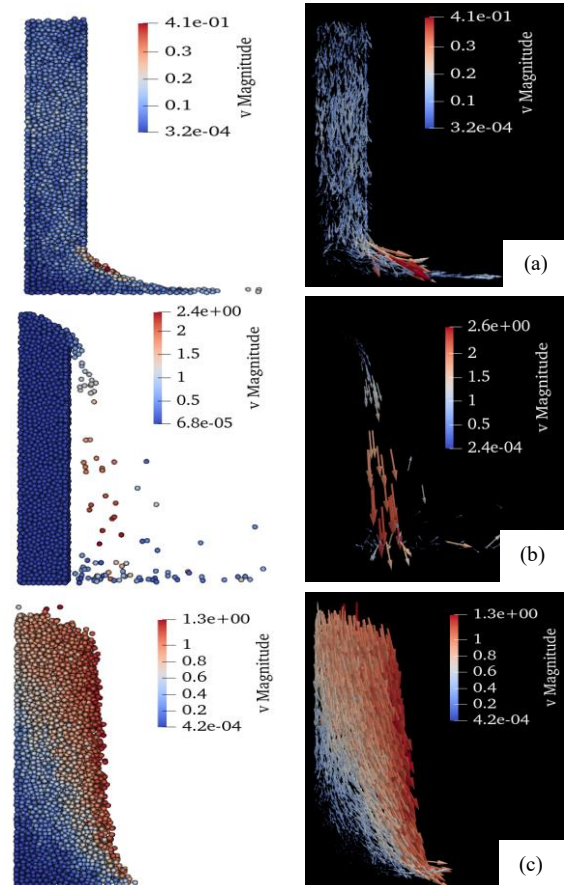 4.1e-01
0.3
0.2
0.1
3.2e-04
v Magnitude
4.1e-01
0.3
0.2
0.1
3.2e-04
v Magnitude
(a)
2.4e+00
2
1.5
1
0.5
6.8e-05
v Magnitude
2.6e+00
2
1.5
1
0.5
2.4e-04
v Magnitude
(b)
1.3e+00
1
0.8
0.6
0.4
0.2
4.2e-04
v Magnitude
1.3e+00
1
0.8
0.6
0.4
0.2
4.2e-04
v Magnitude
(c)